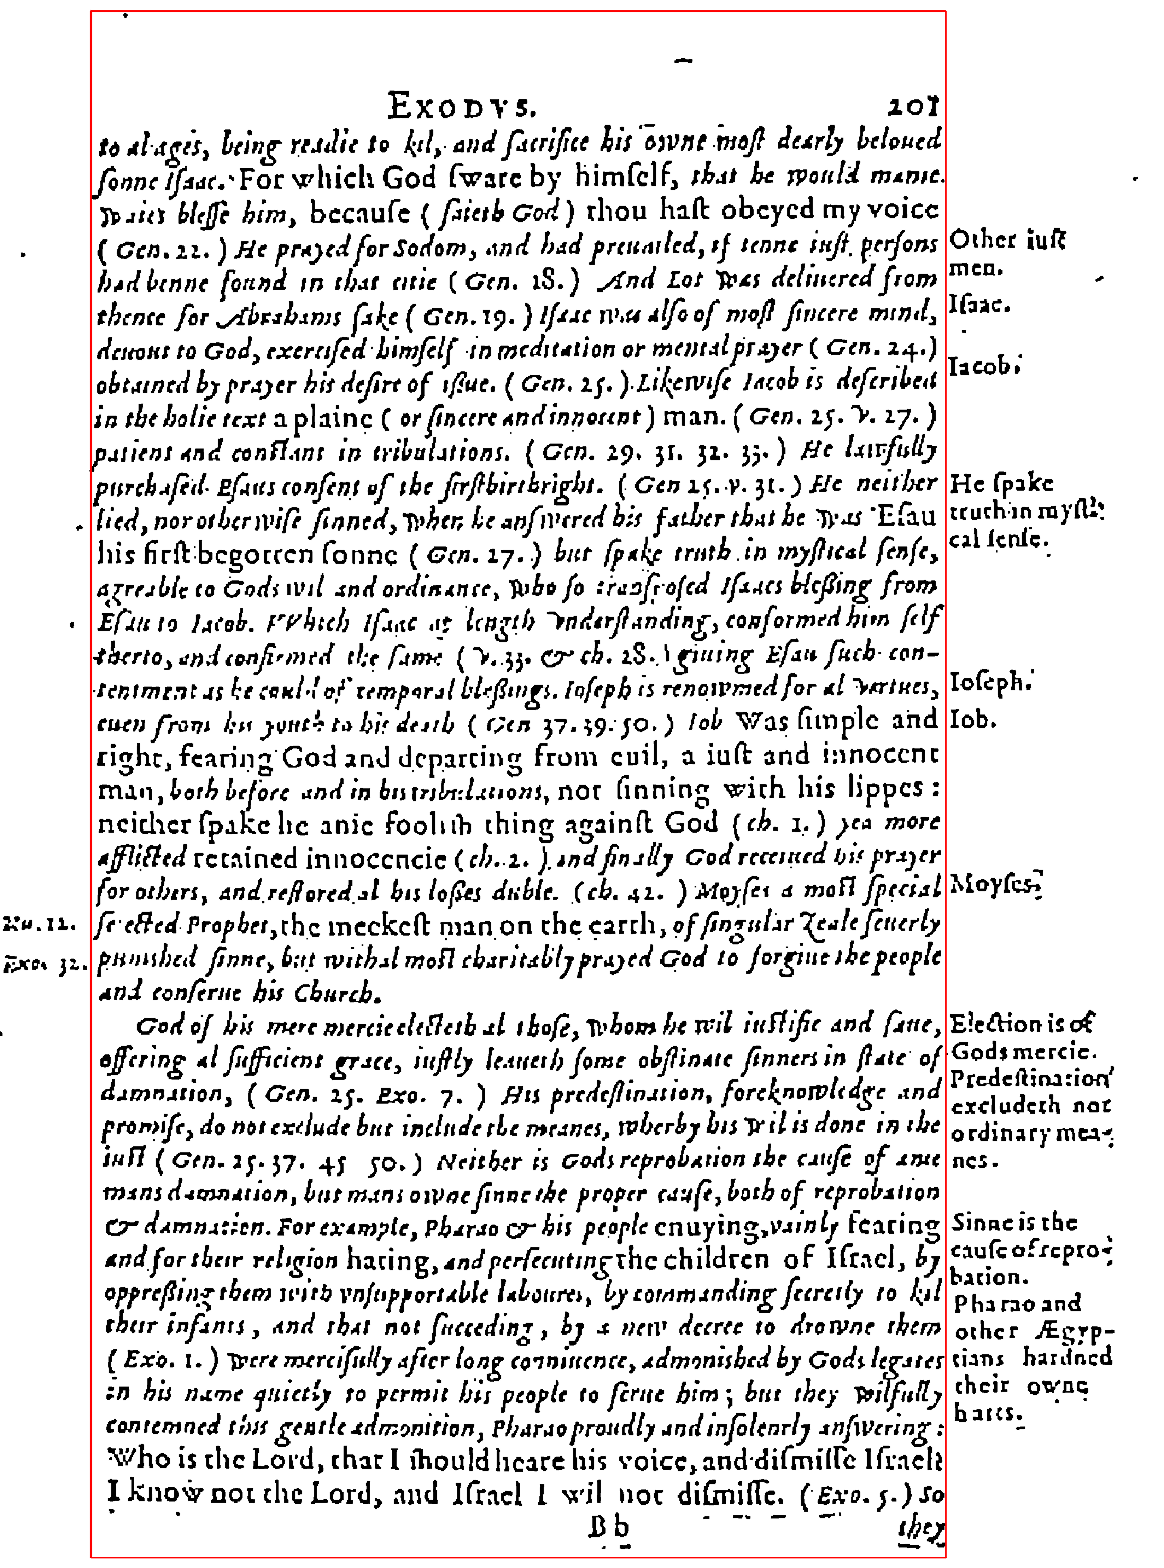 EXODVS. 201
to al ages, being readie to kil, and ſacrifice his owne moſt dearly beloued
ſonne Iſaac. For which God ſware by himſelf, that he would manie
waies bleſſe him, becauſe (ſaieth God) thou haſt obeyed my voice
(Gen. 22.) He prayed for Sodom, and had preuailed, if tenne iuſt perſons
had benne found in that citie (Gen. 18.) And Lot was deliuered from
thence for Abrahams ſake (Gen. 19.) Iſaac was alſo of moſt ſincere mind,
deuout to God, exerciſed himſelf in meditation or mental prayer (Gen. 24.)
obtained by prayer his deſire of iſſue. (Gen. 25.) Likewiſe Iacob is deſcribed
in the holie text a plaine (or ſincere and innocent) man. (Gen. 25. v. 27.)
patient and conſtant in tribulations. (Gen. 29. 31. 32. 33.) He lawfully
purchaſed Eſaus conſent of the firſtbirthright. (Gen 25. v. 31.) He neither
lied, nor otherwiſe ſinned, when he anſwered his father that he was Eſau
his firſt begotten ſonne (Gen. 27.) but ſpake truth in myſtical ſenſe,
agreable to Gods wil and ordinance, who ſo tranſpoſed Iſaacs bleſſing from
Eſau to Iacob. VVhich Iſaac at length vnderſtanding, conformed him ſelf
therto, and confirmed the ſame (v. 33. & ch. 28.) giuing Eſau ſuch con-
tentment as he could of temporal bleſſings. Ioſeph is renowmed for al vertues,
euen from his youth to his death (Gen 37. 39. 50.) Iob was ſimple and
right, fearing God and departing from euil, a iuſt and innocent
man, both before and in his tribulations, not ſinning with his lippes:
neither ſpake he anie fooliſh thing againſt God (ch. 1.) yea more
afflicted retained innocencie (ch. 2.) and finally God receiued his prayer
for others, and reſtored al his loſſes duble. (ch. 42.) Moyſes a moſt ſpecial
ſelected Prophet, the meekeſt man on the earth, of ſingular zeale ſeuerly
puniſhed ſinne, but withal moſt charitably prayed God to forgiue the people
and conſerue his Church.
God of his mere mercie electeth al thoſe, whom he wil iuſtifie and ſaue,
offering al ſufficient grace, iuſtly leaueth ſome obſtinate ſinners in ſtate of
damnation, (Gen. 25. Exo. 7.) His predeſtination, foreknowledge and
promiſe, do not exclude but include the meanes, wherby his wil is done in the
iuſt (Gen. 25. 37. 45 50.) Neither is Gods reprobation the cauſe of anie
mans damnation, but mans owne ſinne the proper cauſe, both of reprobation
& damnation. For example, Pharao & his people enuying, vainly fearing
and for their religion hating, and perſecuting the children of Iſrael, by
oppreſſing them with vnſupportable laboures, by commanding ſecretly to kil
their infants, and that not ſucceding, by a new decree to drowne them
(Exo. 1.) were mercifully after long conniuence, admoniſhed by Gods legates
in his name quietly to permit his people to ſerue him; but they wilfully
contemned this gentle admonition, Pharao proudly and inſolently anſwering:
Who is the Lord, that I ſhould heare his voice, and diſmiſſe Iſrael?
I know not the Lord, and Iſrael I wil not diſmiſſe. (Exo. 5.) So
Bb they
Other iuſt
men.
Iſaac.
Iacob.
He ſpake
truth in myſti-
cal ſenſe.
Ioſeph.
Iob.
Moyſes.
Nu. 12.
Exo. 32.
Election is of
Gods mercie.
Predeſtination
excludeth not
ordinary mea-
nes.
Sinne is the
cauſe of repro-
bation.
Pharao and
other Ægyp-
tians hardned
their owne
harts.